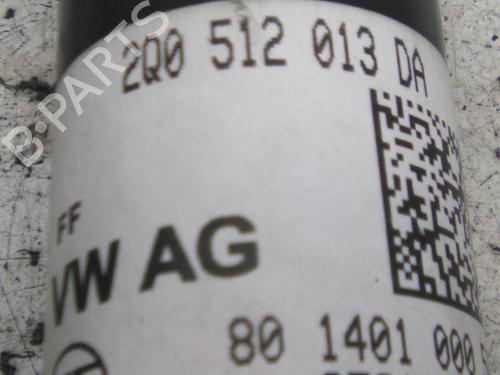 2Q0 512 013 DA
B-PARTS
FF
VW AG
80 1401 000